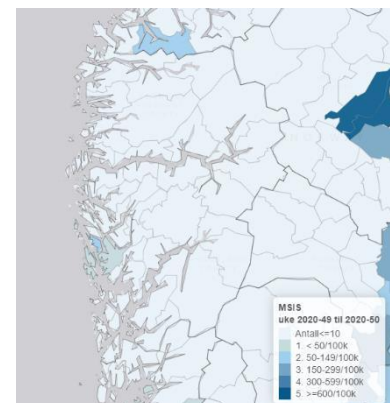 MSIS
uke 2020-49 til 2020-50
Antall<=10
1. < 50/100k
2. 50-149/100k
3. 150-299/100k
4. 300-599/100k
5. >=600/100k